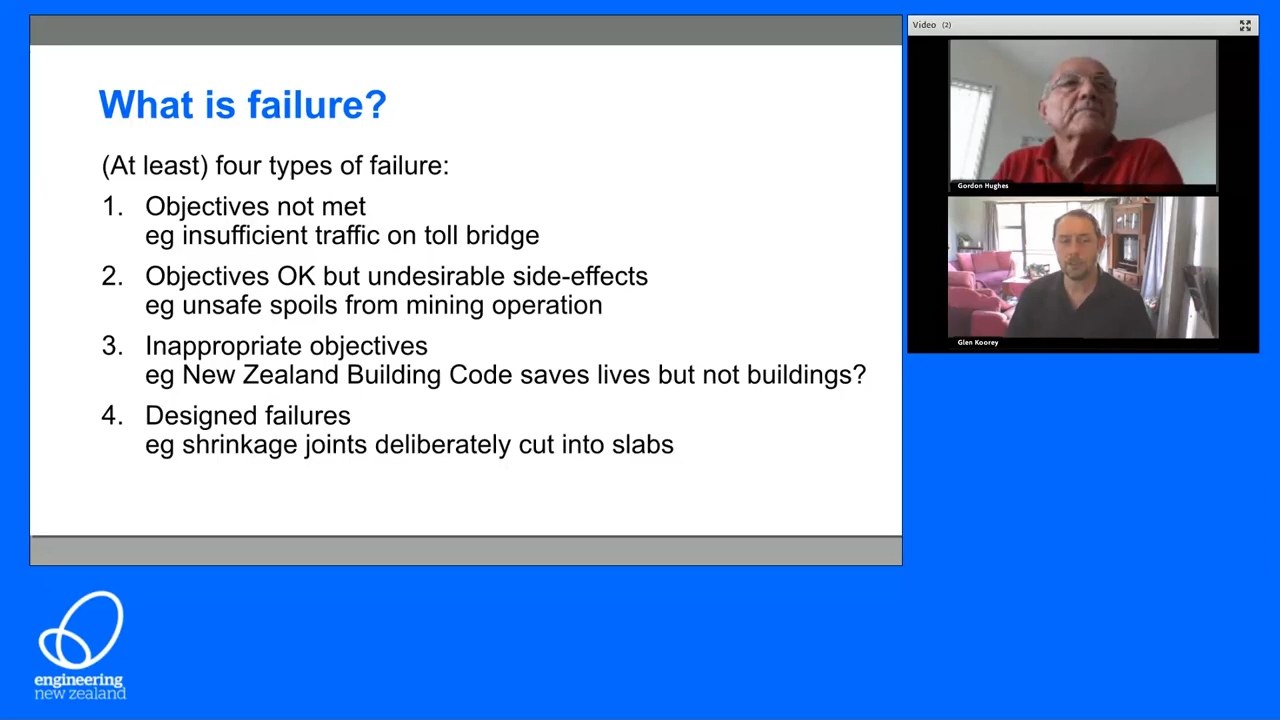 What is failure?
(At least) four types of failure:
1. Objectives not met
eg insufficient traffic on toll bridge
2. Objectives OK but undesirable side-effects
eg unsafe spoils from mining operation
3. Inappropriate objectives
eg New Zealand Building Code saves lives but not buildings?
4. Designed failures
eg shrinkage joints deliberately cut into slabs
Video (2)
Gordon Hughes
Glen Koorey
engineering
new zealand